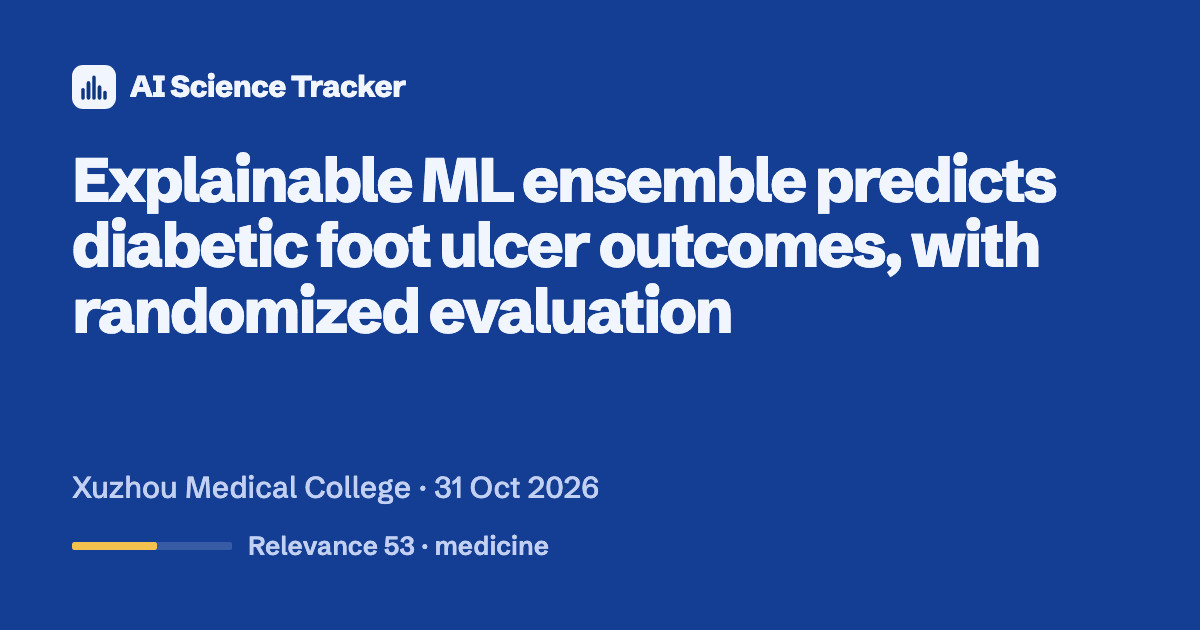 AI Science Tracker
Explainable ML ensemble predicts
diabetic foot ulcer outcomes, with
randomized evaluation
Xuzhou Medical College · 31 Oct 2026
Relevance 53 · medicine